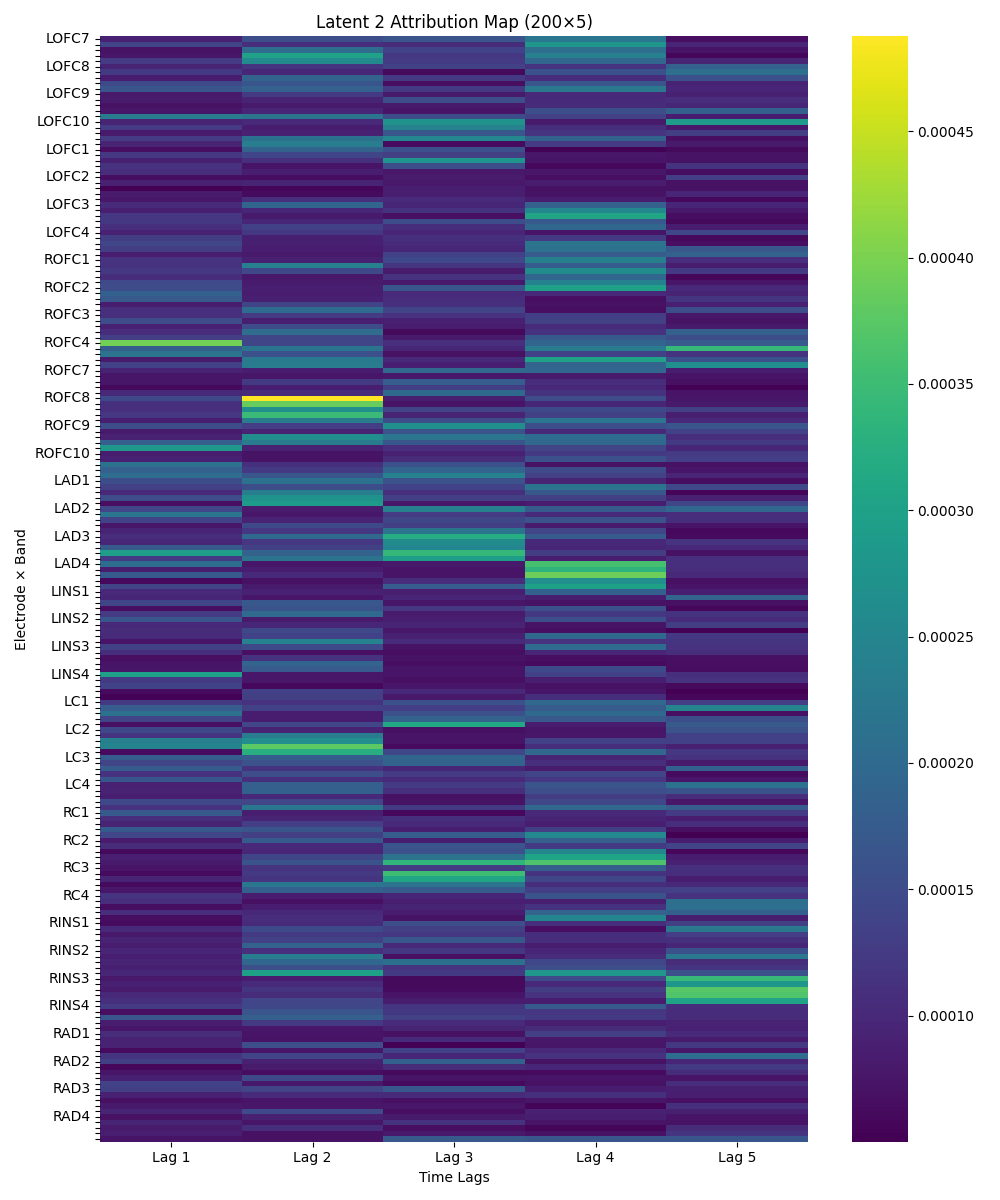 Latent 2 Attribution Map (200×5)
LOFC7
LOFC8
LOFC9
LOFC10
LOFC1
LOFC2
LOFC3
LOFC4
ROFC1
ROFC2
ROFC3
ROFC4
ROFC7
ROFC8
ROFC9
ROFC10
LAD1
LAD2
LAD3
LAD4
LINS1
LINS2
LINS3
LINS4
LC1
LC2
LC3
LC4
RC1
RC2
RC3
RC4
RINS1
RINS2
RINS3
RINS4
RAD1
RAD2
RAD3
RAD4
Electrode × Band
Lag 1 Lag 2 Lag 3 Lag 4 Lag 5
Time Lags
0.00045
0.00040
0.00035
0.00030
0.00025
0.00020
0.00015
0.00010